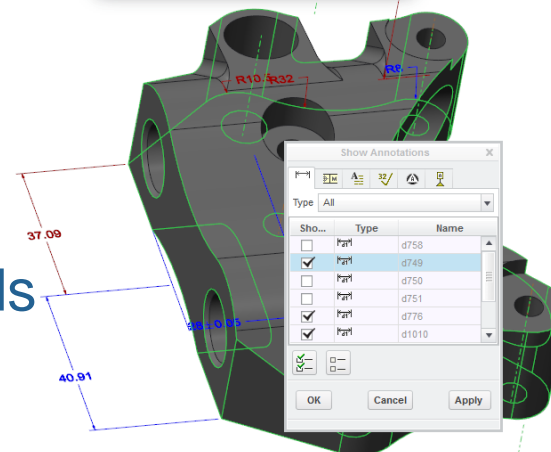 R10.5
R32
R8
Show Annotations
X
A
32
M
A
Type All
Sho... Type Name
d758
d749
d750
d751
d776
d1010
OK Cancel Apply
37.09
ls
40.91